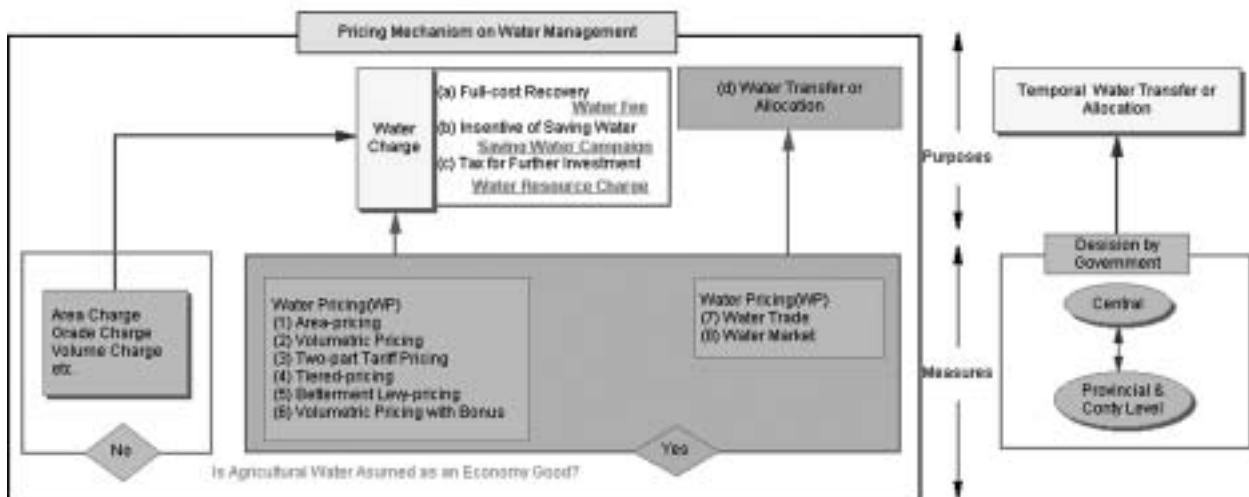 Pricing Mechanism on Water Management
Water
Charge
(a) Full-cost Recovery
Water Fee
(b) Insentive of Saving Water
Saving Water Campaign
(c) Tax for Further Investment
Water Resource Charge
(d) Water Transfer or
Allocation
Purposes
Temporal Water Transfer or
Allocation
Area Charge
Grade Charge
Volume Charge
etc.
No
Water Pricing(WP)
(1) Area-pricing
(2) Volumetric Pricing
(3) Two-part Tariff Pricing
(4) Tiered-pricing
(5) Betterment Levy-pricing
(6) Volumetric Pricing with Bonus
Water Pricing(WP)
(7) Water Trade
(8) Water Market
Yes
Is Agricultural Water Asumed as an Economy Good?
Measures
Desision by
Government
Central
Provincial &
Conty Level